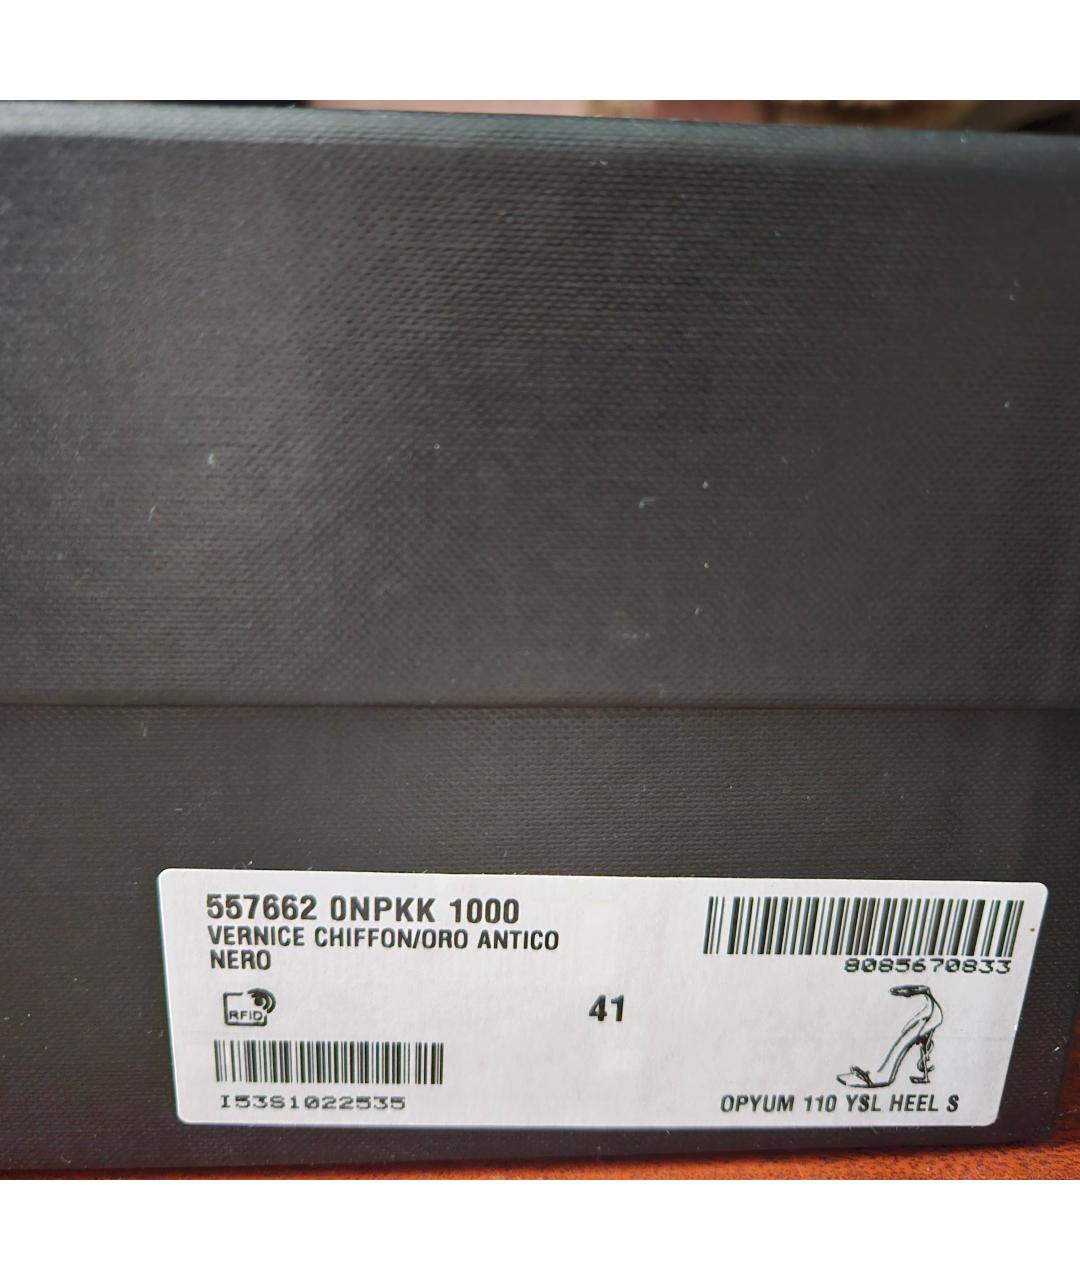 557662 0NPKK 1000
VERNICE CHIFFON/ORO ANTICO
NERO
8085670833
RFID
41
I53S1022535
OPYUM 110 YSL HEEL S